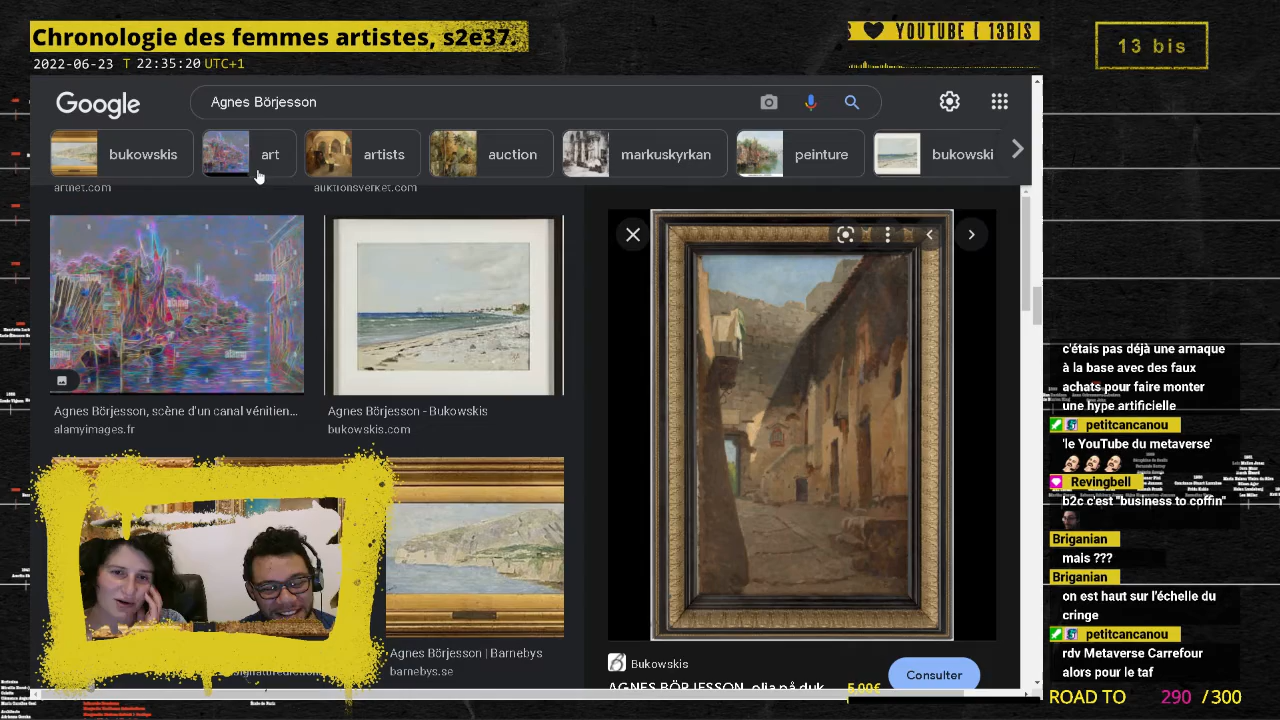 Chronologie des femmes artistes, s2e37.
2022-06-23 T 22:35:20 UTC+1
YOUTUBE [ 13BIS
13 bis
Google
Agnes Börjesson
bukowskis
art
artists
auction
markuskyrkan
peinture
bukowski
artnet.com
auktionsverket.com
Agnes Börjesson, scène d'un canal vénitien...
alamyimages.fr
Agnes Börjesson - Bukowskis
bukowskis.com
Agnes Börjesson | Barnebys
barnebys.se
Bukowskis
Consulter
5,00€
c'étais pas déjà une arnaque
à la base avec des faux
achats pour faire monter
une hype artificielle
petitcancanou
'le YouTube du metaverse'
Revingbell
b2c c'est "business to coffin"
Briganian
mais ???
Briganian
on est haut sur l'échelle du
cringe
petitcancanou
rdv Metaverse Carrefour
alors pour le taf
ROAD TO 290 / 300